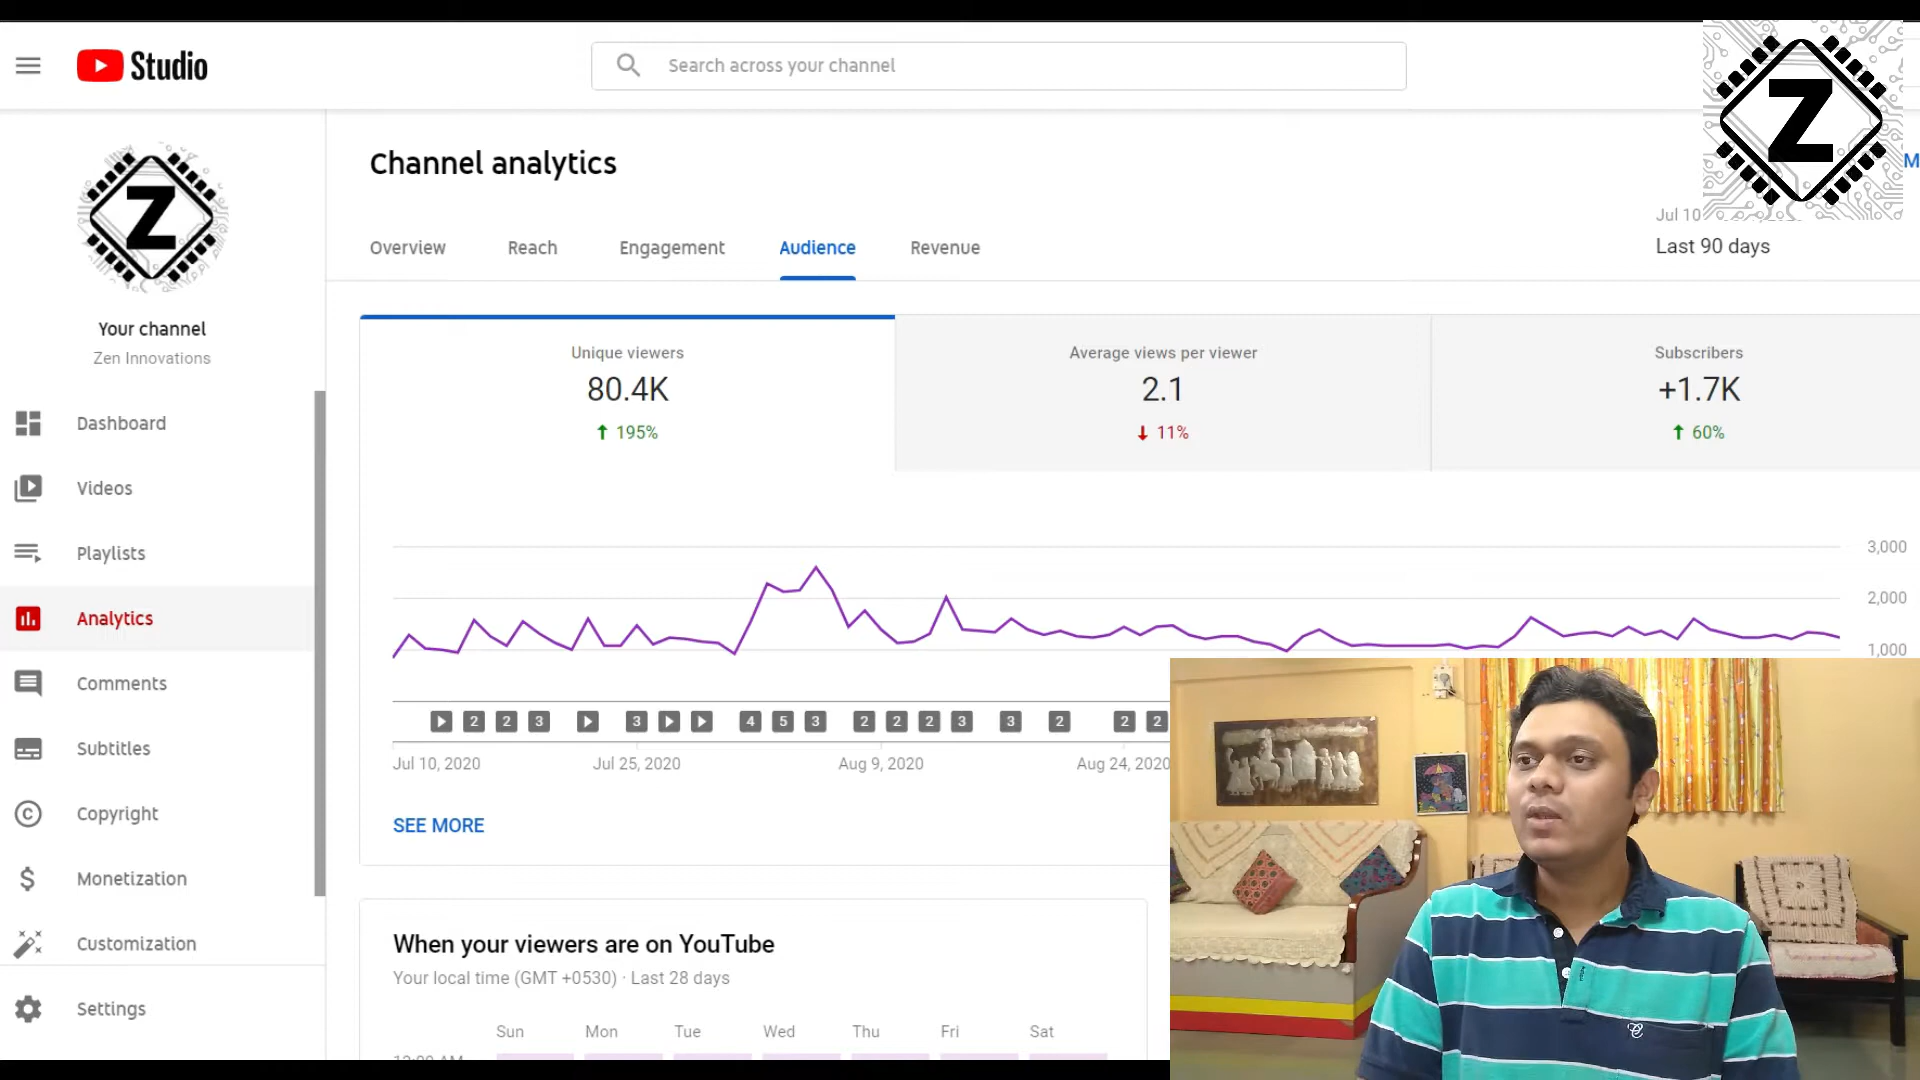 Studio
Search across your channel
Z
Z
M
Channel analytics
Jul 10
Last 90 days
Overview
Reach
Engagement
Audience
Revenue
Your channel
Zen Innovations
Unique viewers
80.4K
195%
Average views per viewer
2.1
11%
Subscribers
+1.7K
60%
Dashboard
Videos
Playlists
Analytics
Comments
Subtitles
Copyright
Monetization
Customization
Settings
3,000
2,000
1,000
2 2 3 3 4 5 3 2 2 2 3 3 2 2 2
Jul 10, 2020
Jul 25, 2020
Aug 9, 2020
Aug 24, 2020
SEE MORE
When your viewers are on YouTube
Your local time (GMT +0530) · Last 28 days
Sun Mon Tue Wed Thu Fri Sat